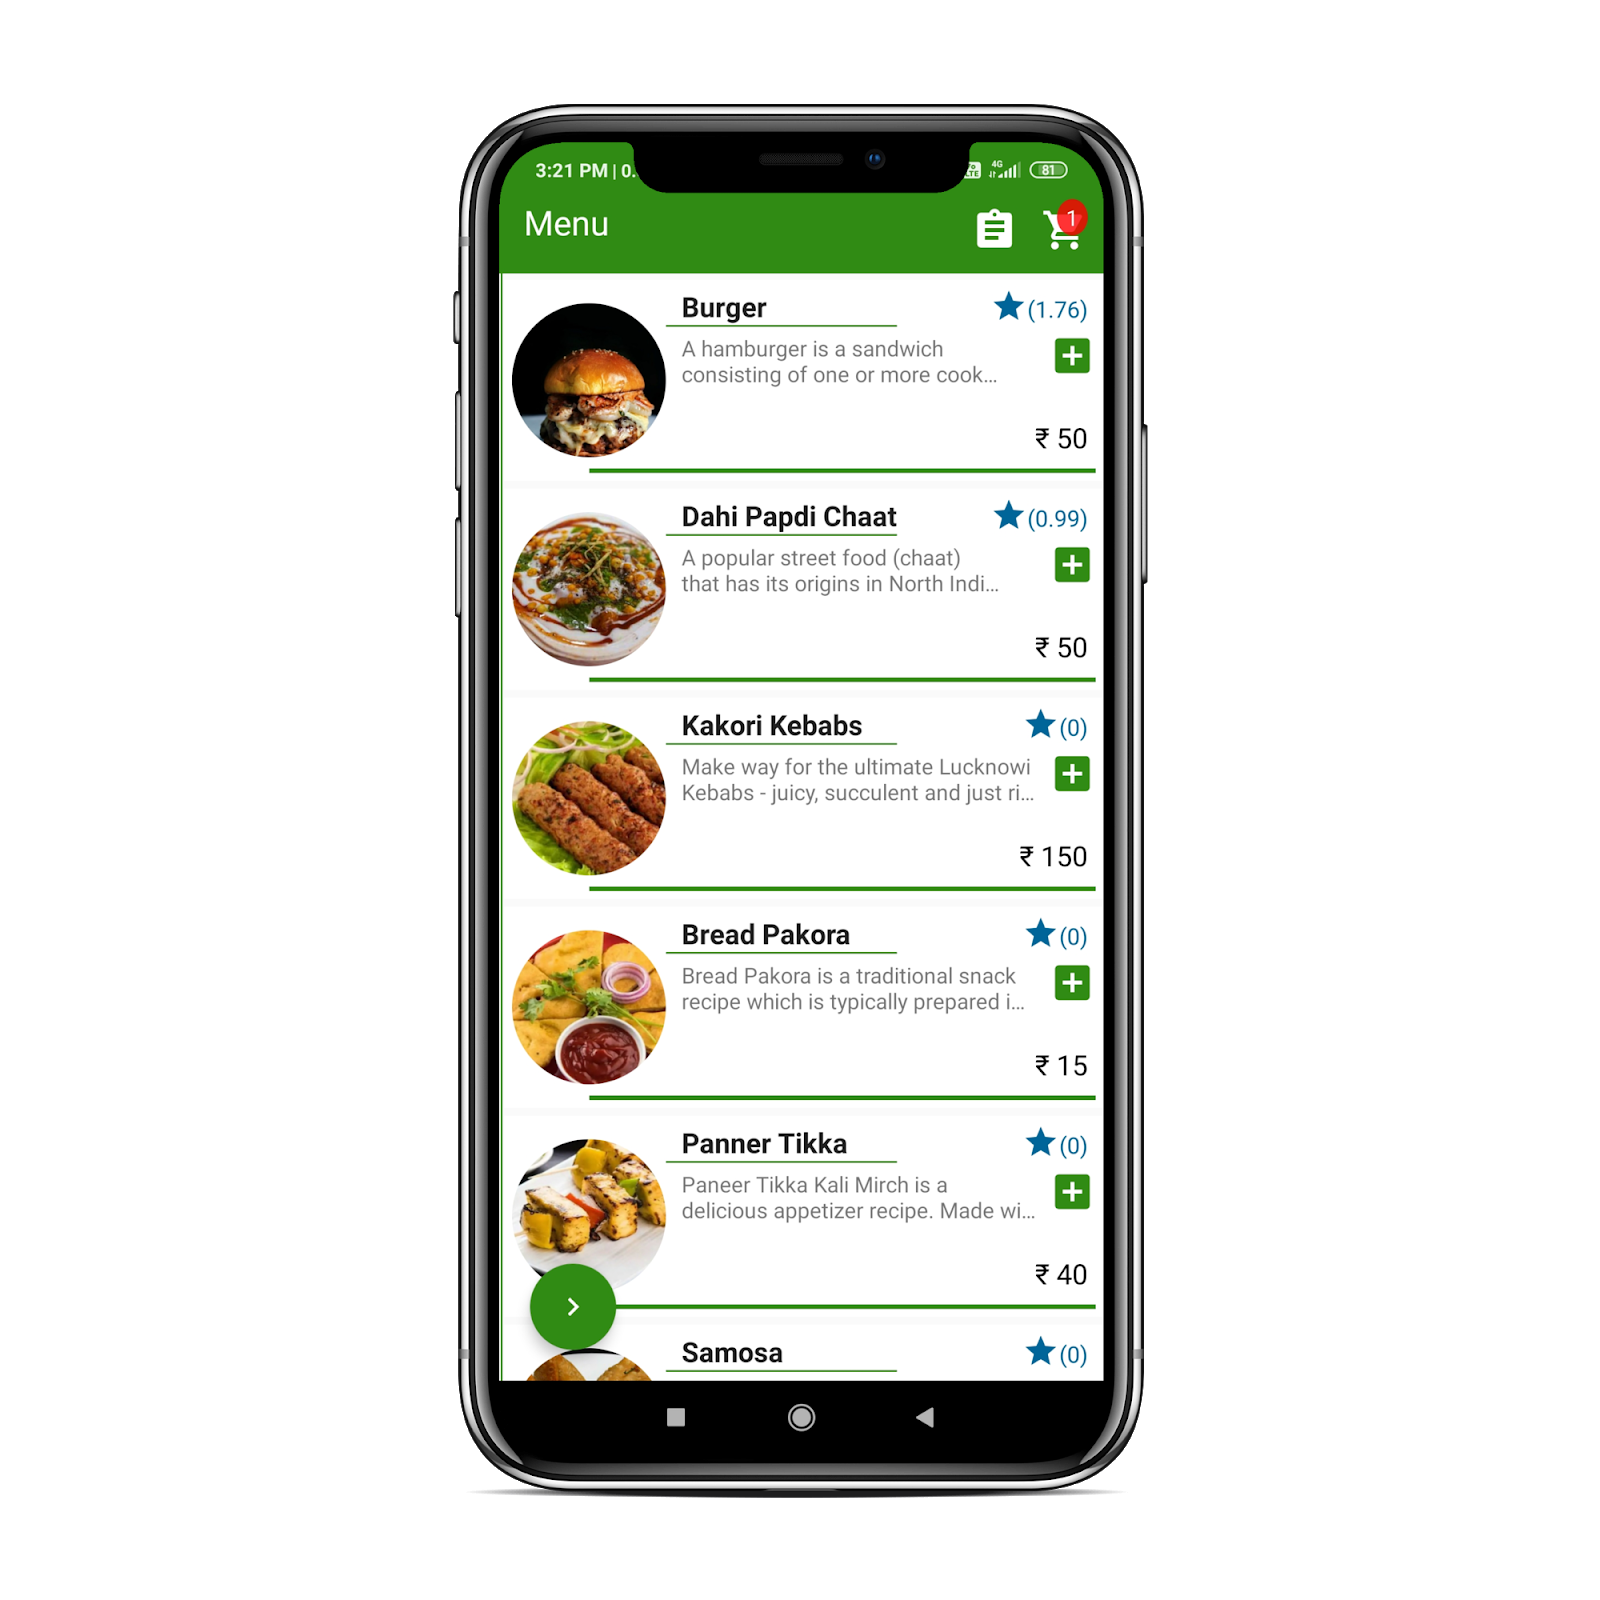 3:21 PM | 0.
4G
81
Menu
1
Burger
(1.76)
A hamburger is a sandwich
consisting of one or more cook...
₹ 50
Dahi Papdi Chaat
(0.99)
A popular street food (chaat)
that has its origins in North Indi...
₹ 50
Kakori Kebabs
(0)
Make way for the ultimate Lucknowi
Kebabs - juicy, succulent and just ri...
₹ 150
Bread Pakora
(0)
Bread Pakora is a traditional snack
recipe which is typically prepared i...
₹ 15
Panner Tikka
(0)
Paneer Tikka Kali Mirch is a
delicious appetizer recipe. Made wi...
₹ 40
Samosa
(0)